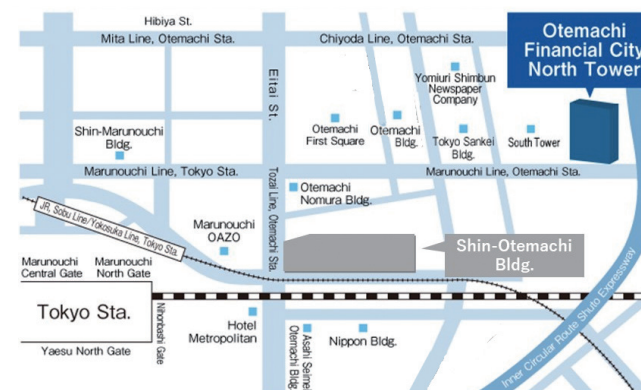 Hibiya St.
Mita Line, Otemachi Sta.
Chiyoda Line, Otemachi Sta.
Otemachi
Financial City
North Tower
Eitai St.
Yomiuri Shimbun
Newspaper
Company
Shin-Marunouchi
Bldg.
Otemachi
First Square
Otemachi
Bldg.
Tokyo Sankei
Bldg.
South Tower
Marunouchi Line, Tokyo Sta.
Marunouchi Line, Otemachi Sta.
Tozai Line, Otemachi Sta.
Otemachi
Nomura Bldg.
JR, Sobu Line/Yokosuka Line, Tokyo Sta.
Marunouchi
OAZO
Shin-Otemachi
Bldg.
Marunouchi
Central Gate
Marunouchi
North Gate
Inner Circular Route Shuto Expressway
Tokyo Sta.
Nihonbashi Gate
Hotel
Metropolitan
Asahi Seimei
Otemachi Bldg
Nippon Bldg.
Yaesu North Gate